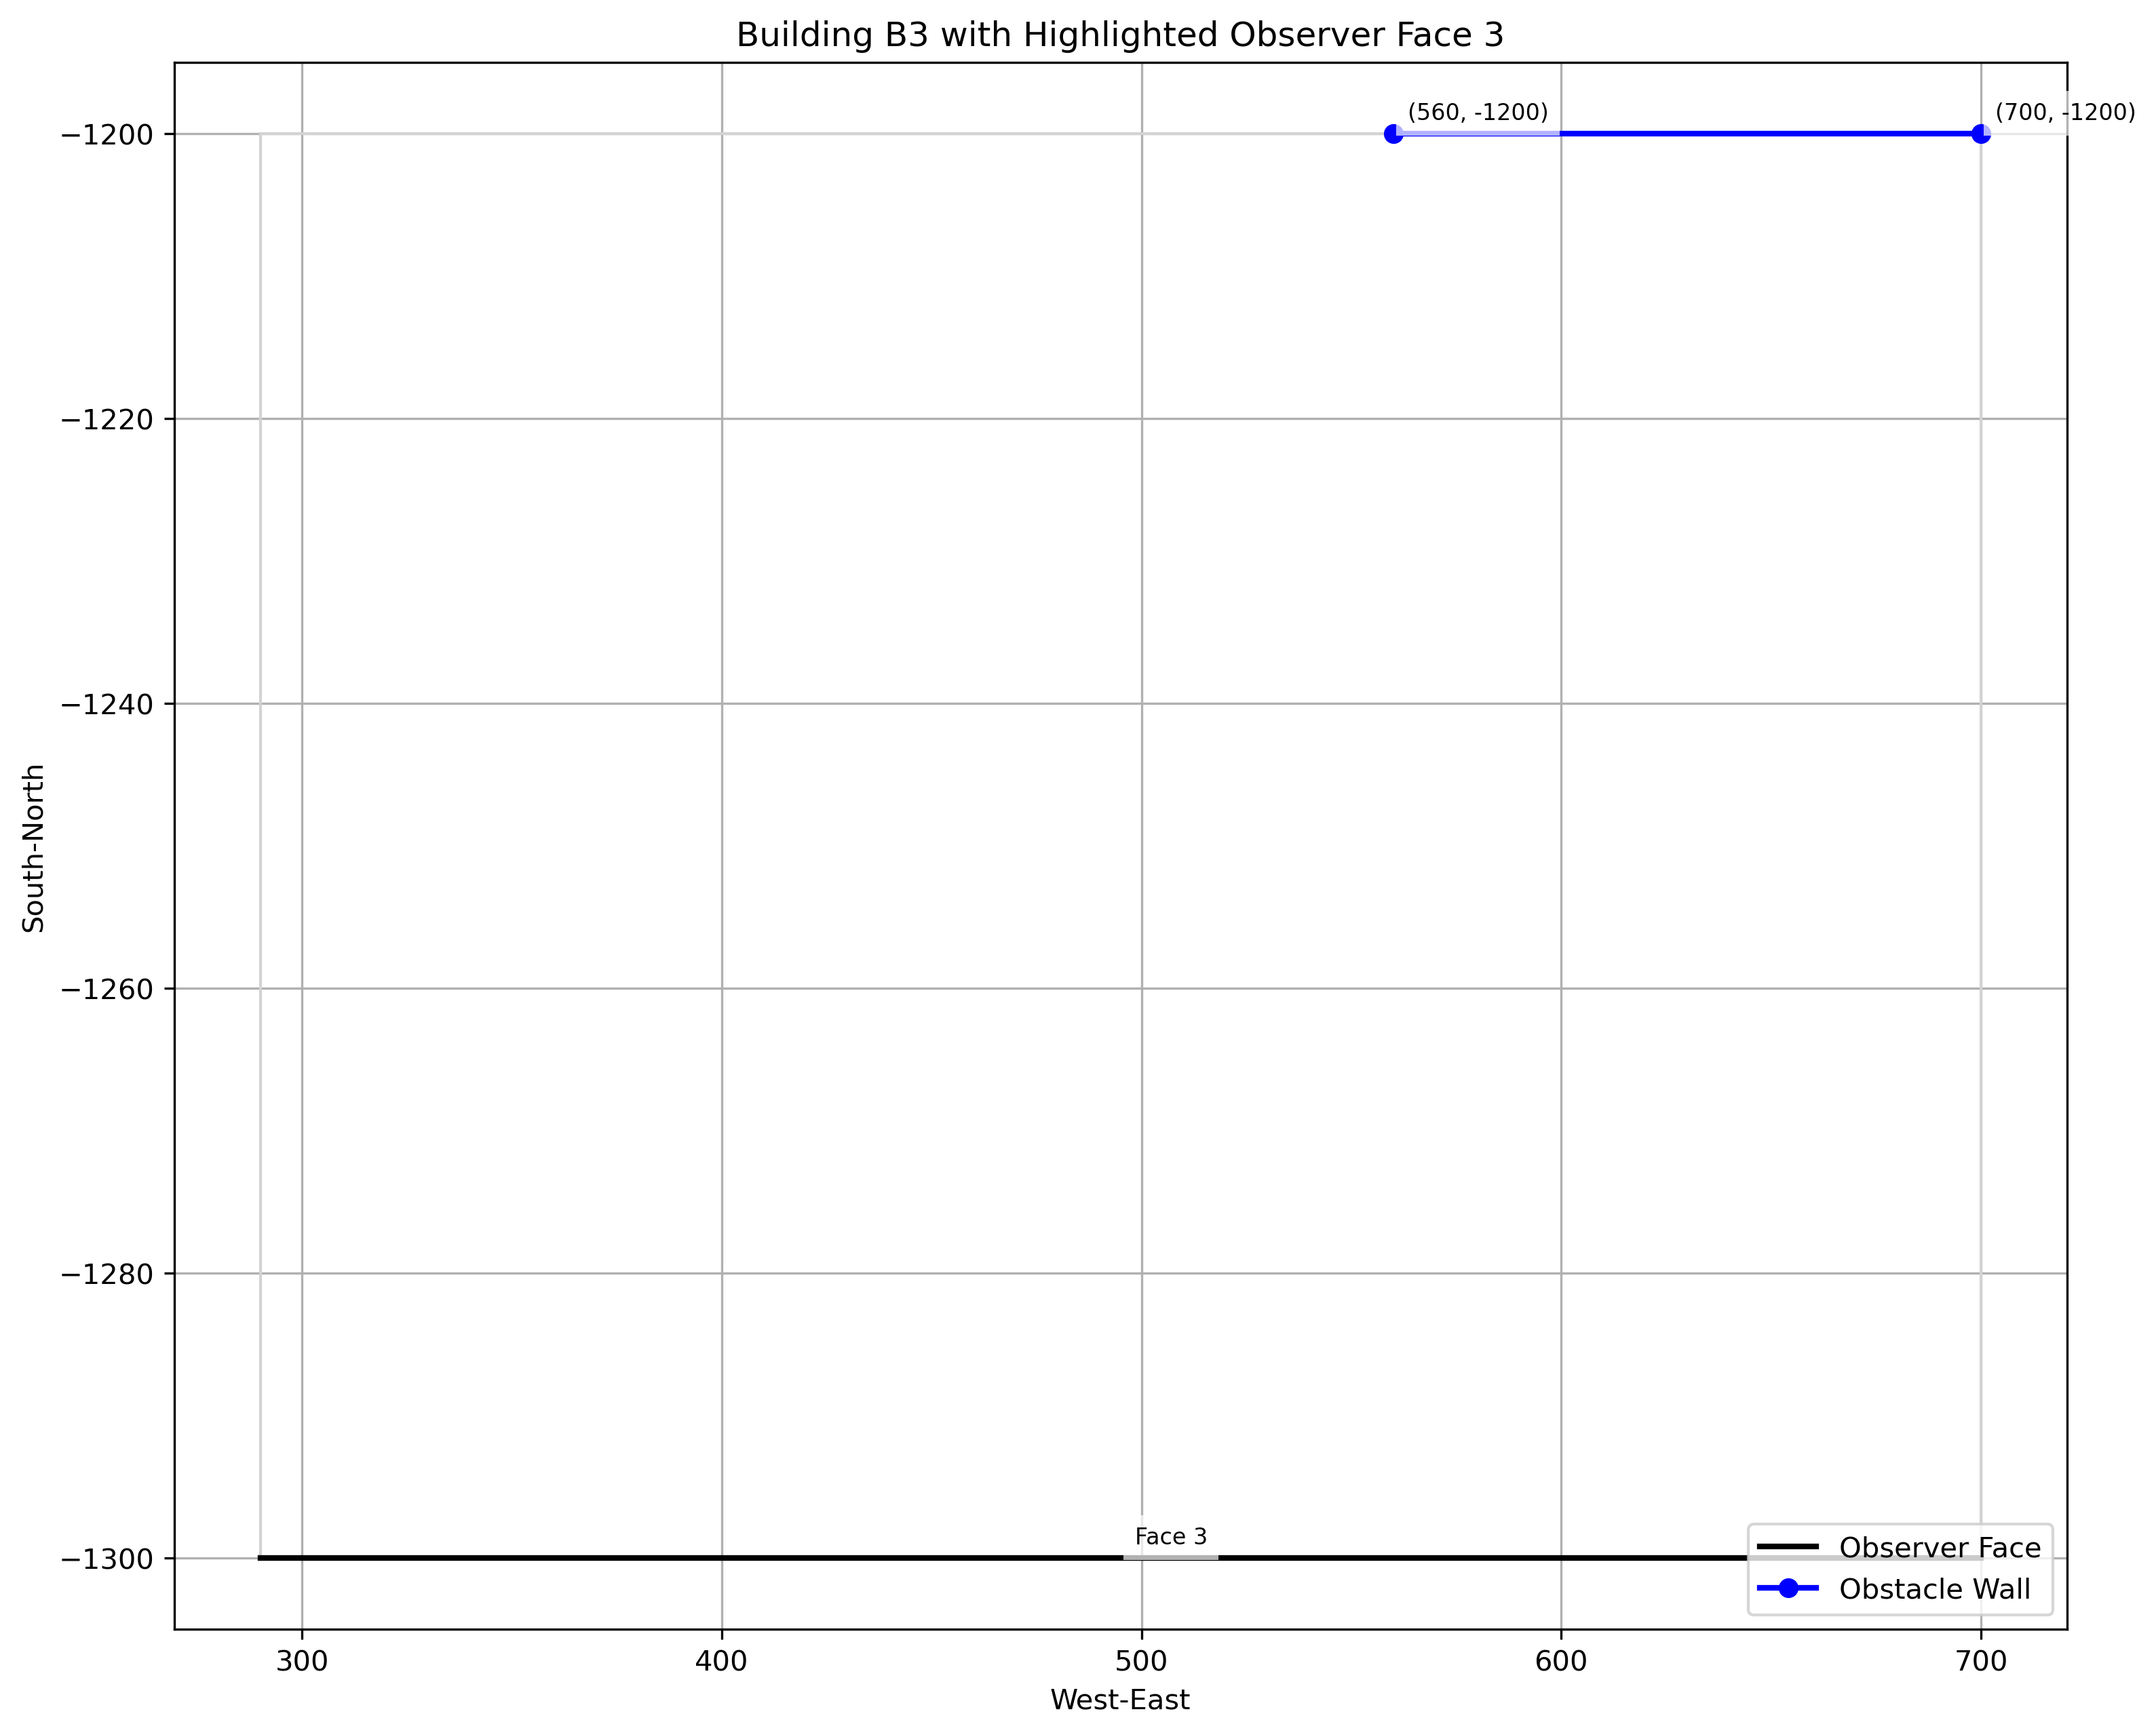 Building B3 with Highlighted Observer Face 3
(560, -1200)
(700, -1200)
−1200
−1220
−1240
−1260
−1280
−1300
South-North
Face 3
Observer Face
Obstacle Wall
300
400
500
600
700
West-East